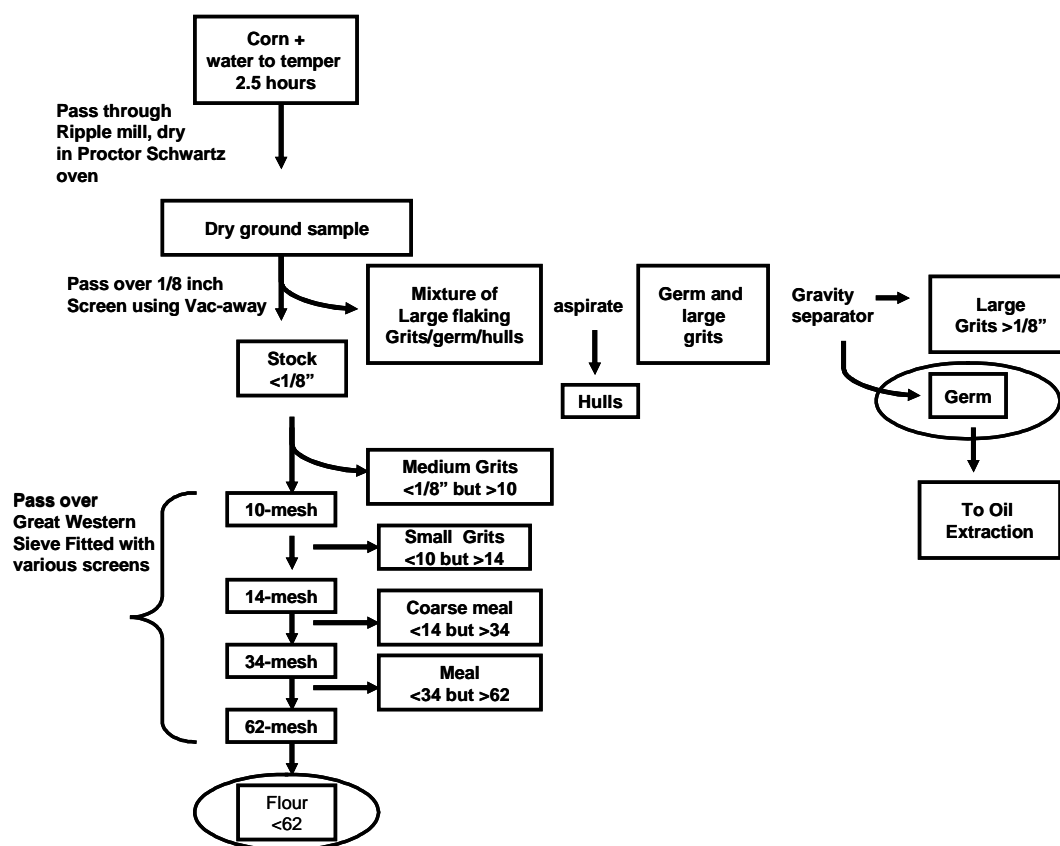 Corn +
water to temper
2.5 hours
Pass through
Ripple mill, dry
in Proctor Schwartz
oven
Dry ground sample
Pass over 1/8 inch
Screen using Vac-away
Mixture of
Large flaking
Grits/germ/hulls
aspirate
Germ and
large
grits
Gravity
separator
Large
Grits >1/8”
Stock
<1/8”
Hulls
Germ
Medium Grits
<1/8” but >10
To Oil
Extraction
Pass over
Great Western
Sieve Fitted with
various screens
10-mesh
Small Grits
<10 but >14
14-mesh
Coarse meal
<14 but >34
34-mesh
Meal
<34 but >62
62-mesh
Flour
<62